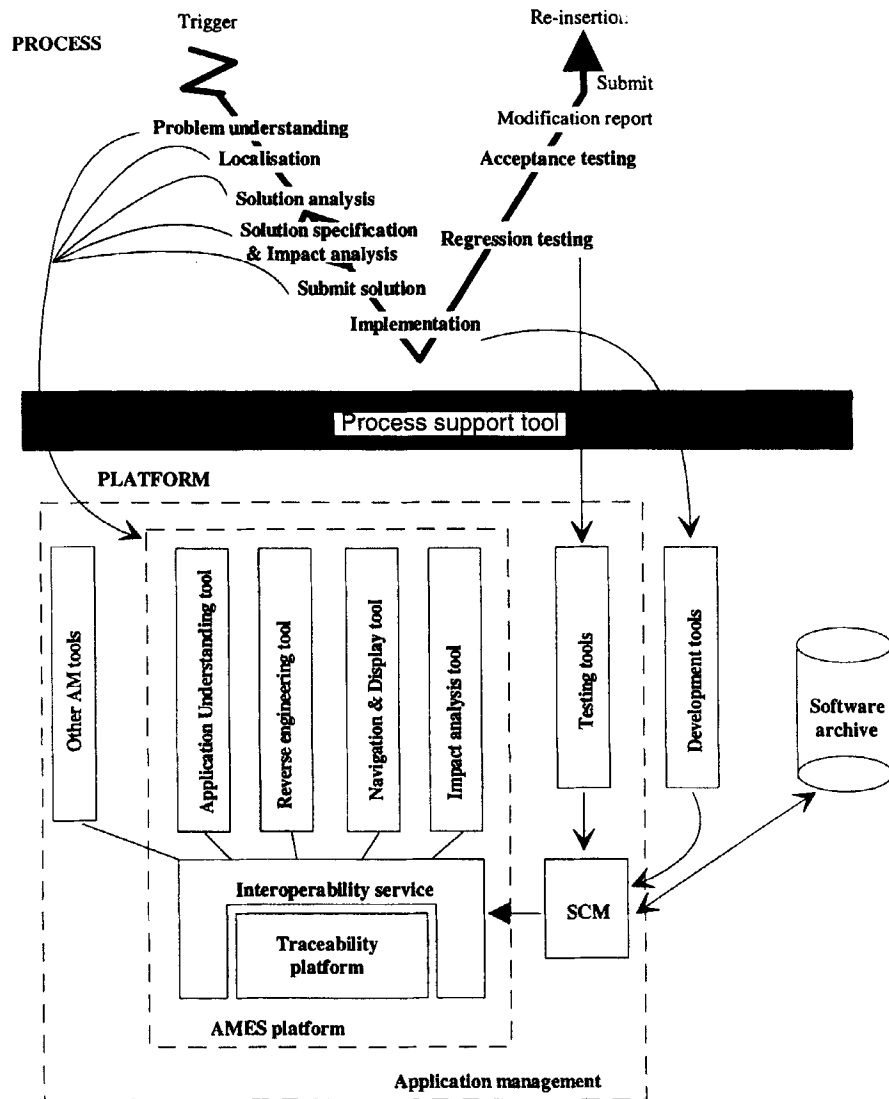 Trigger
Re-insertion
PROCESS
Submit
Modification report
Problem understanding
Localisation
Acceptance testing
Solution analysis
Solution specification
& Impact analysis
Regression testing
Submit solution
Implementation
Process support tool
PLATFORM
Other AM tools
Application Understanding tool
Reverse engineering tool
Navigation & Display tool
Impact analysis tool
Testing tools
Development tools
Software
archive
Interoperability service
Traceability
platform
SCM
AMES platform
Application management